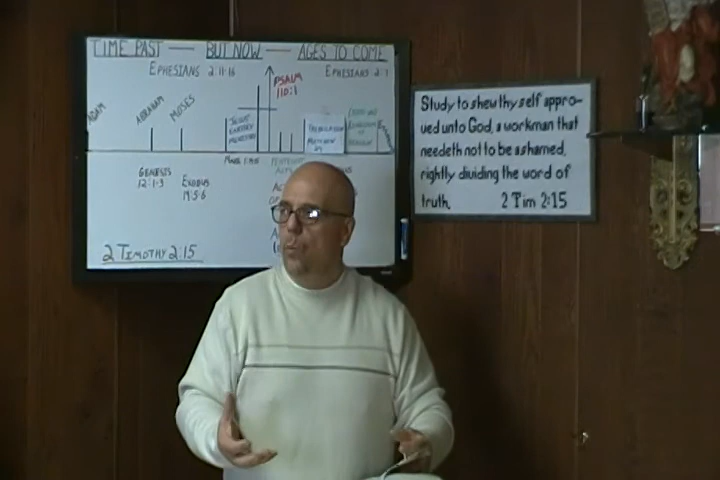 TIME PAST — BUT NOW — AGES TO COME
EPHESIANS 2:11-16
EPHESIANS 2:7
PSALM
110:1
ADAM
ABRAHAM
MOSES
GENESIS
12:1-3
EXODUS
19:5-6
2 TIMOTHY 2:15
Study to shew thyself appro-
ved unto God, a workman that
needeth not to be ashamed,
rightly dividing the word of
truth. 2 Tim 2:15